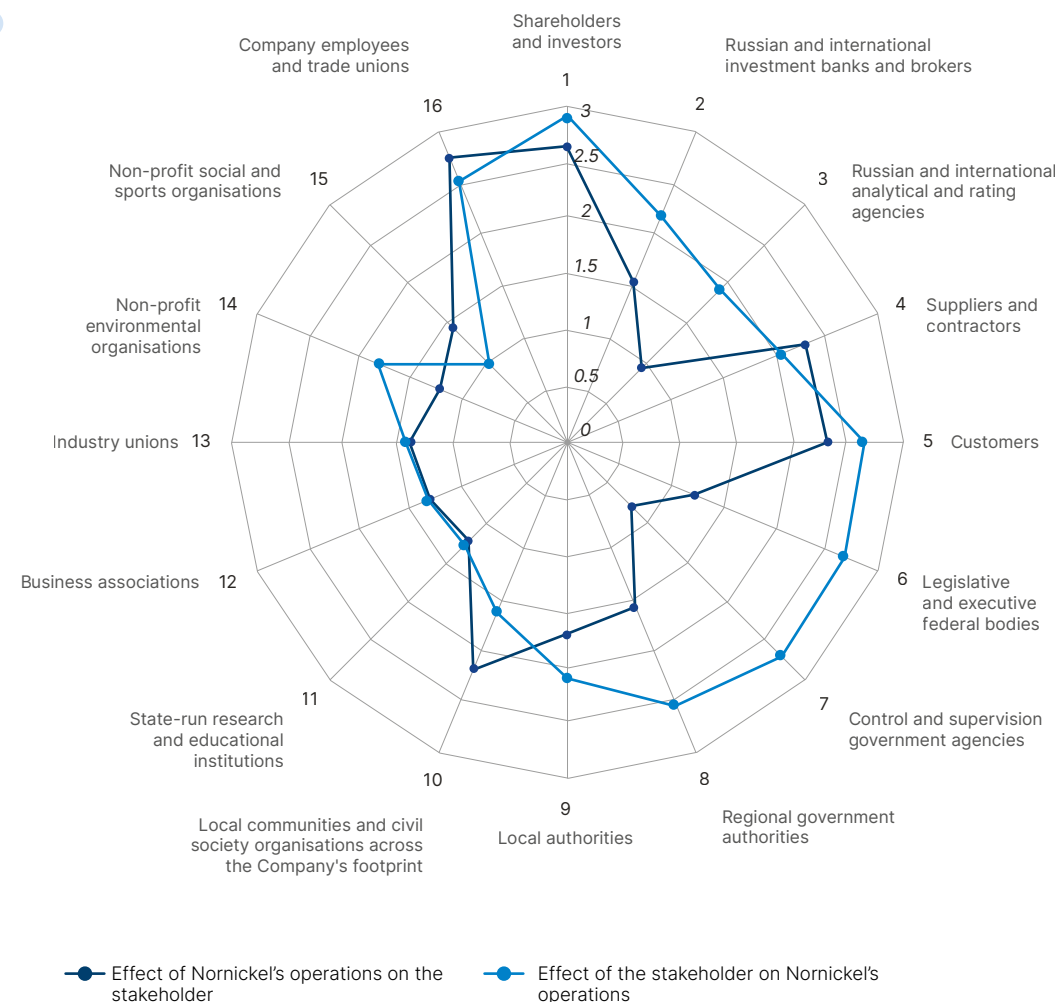 Shareholders
and investors
1
Russian and international
investment banks and brokers
2
Russian and international
analytical and rating
agencies
3
Suppliers and
contractors
4
Customers
5
Legislative
and executive
federal bodies
6
Control and supervision
government agencies
7
Regional government
authorities
8
Local authorities
9
Local communities and civil
society organisations across
the Company's footprint
10
State-run research
and educational
institutions
11
Business associations
12
Industry unions
13
Non-profit
environmental
organisations
14
Non-profit social and
sports organisations
15
Company employees
and trade unions
16
3
2.5
2
1.5
1
0.5
0
Effect of Nornickel's operations on the
stakeholder
Effect of the stakeholder on Nornickel's
operations